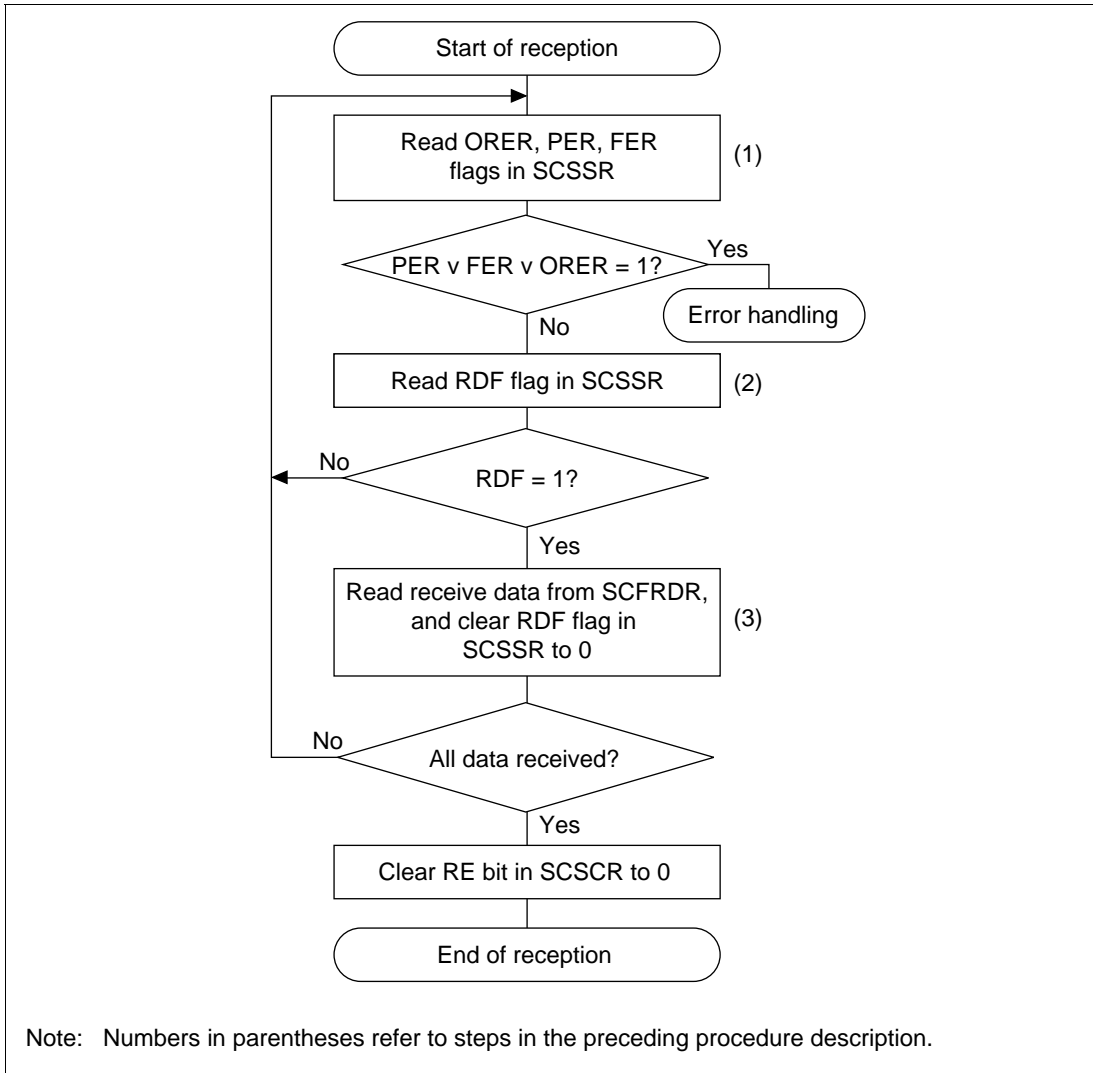 Start of reception
Read ORER, PER, FER
flags in SCSSR
(1)
PER v FER v ORER = 1?
Yes
Error handling
No
Read RDF flag in SCSSR
(2)
No
RDF = 1?
Yes
Read receive data from SCFRDR,
and clear RDF flag in
SCSSR to 0
(3)
No
All data received?
Yes
Clear RE bit in SCSCR to 0
End of reception
Note: Numbers in parentheses refer to steps in the preceding procedure description.